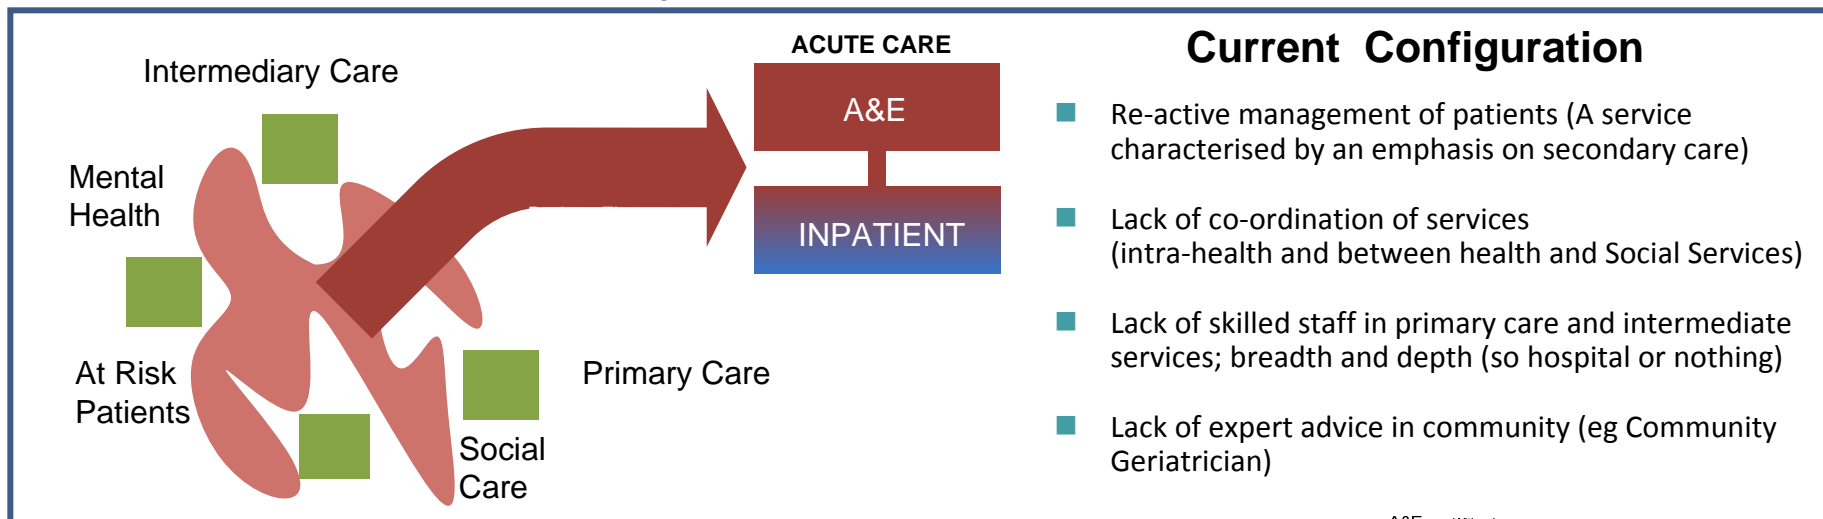 Intermediary Care
Mental
Health
At Risk
Patients
Primary Care
Social
Care
ACUTE CARE
A&E
INPATIENT
Current Configuration
Re-active management of patients (A service
characterised by an emphasis on secondary care)
Lack of co-ordination of services
(intra-health and between health and Social Services)
Lack of skilled staff in primary care and intermediate
services; breadth and depth (so hospital or nothing)
Lack of expert advice in community (eg Community
Geriatrician)